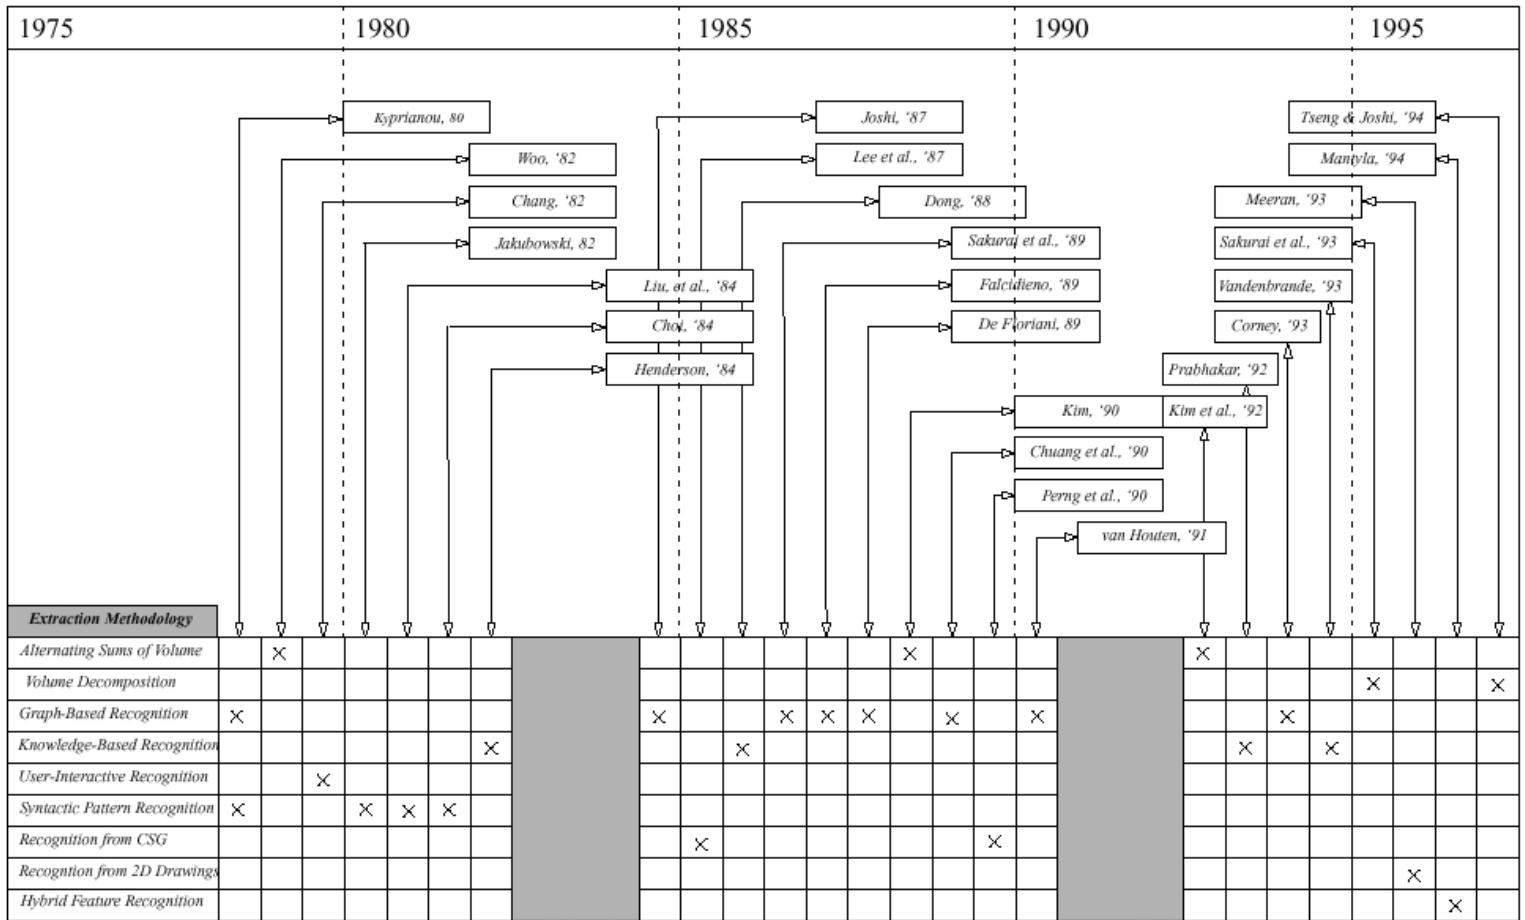 1975 1980 1985 1990 1995
Kyprianou, 80 Joshi, ‘87 Tseng & Joshi, ‘94
Woo, ‘82 Lee et al., ‘87 Mantyla, ‘94
Chang, ‘82 Dong, ‘88 Meeran, ‘93
Jakubowski, 82 Sakurai et al., ‘89 Sakurai et al., ‘93
Liu, et al., ‘84 Falcidieno, ‘89 Vandenbrande, ‘93
Choi, ‘84 De Floriani, 89 Corney, ‘93
Henderson, ‘84 Prabhakar, ‘92
Kim, ‘90 Kim et al., ‘92
Chuang et al., ‘90
Perng et al., ‘90
van Houten, ‘91
Extraction Methodology
Alternating Sums of Volume X X X
Volume Decomposition X X
Graph-Based Recognition X X X X X X X X
Knowledge-Based Recognition X X X X
User-Interactive Recognition X
Syntactic Pattern Recognition X X X X
Recognition from CSG X X
Recogntion from 2D Drawings X
Hybrid Feature Recognition X